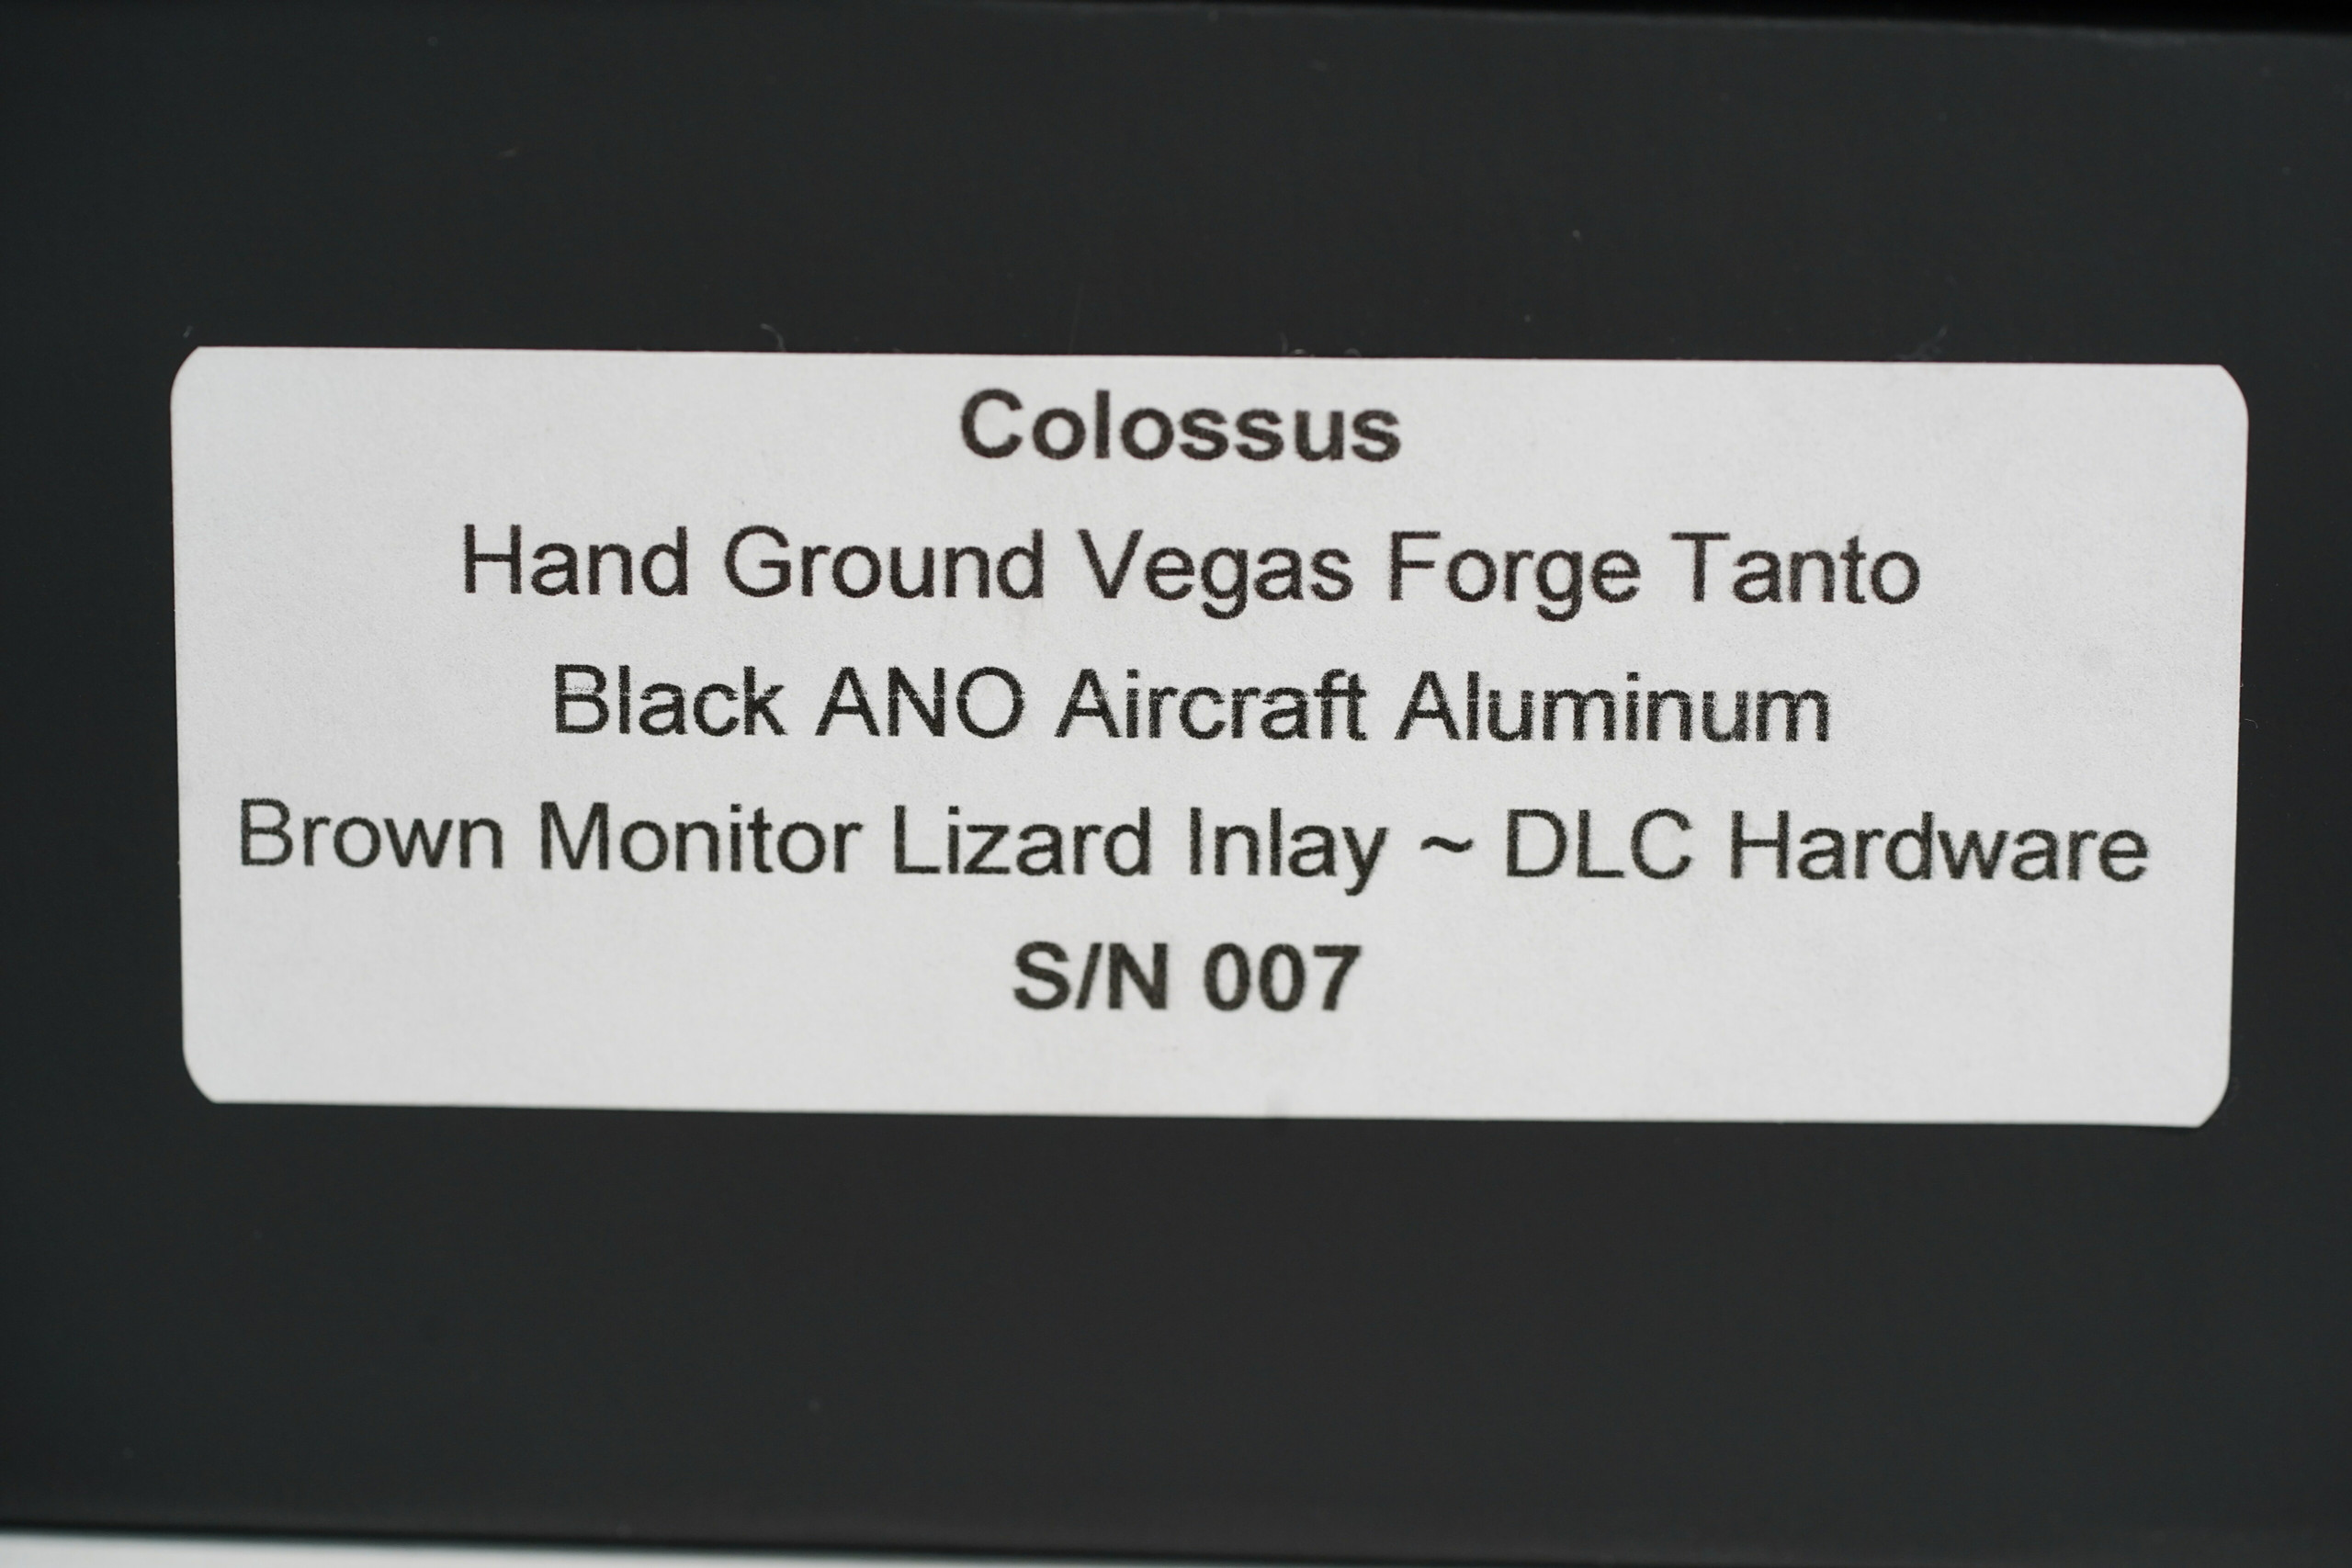 Colossus
Hand Ground Vegas Forge Tanto
Black ANO Aircraft Aluminum
Brown Monitor Lizard Inlay ~ DLC Hardware
S/N 007